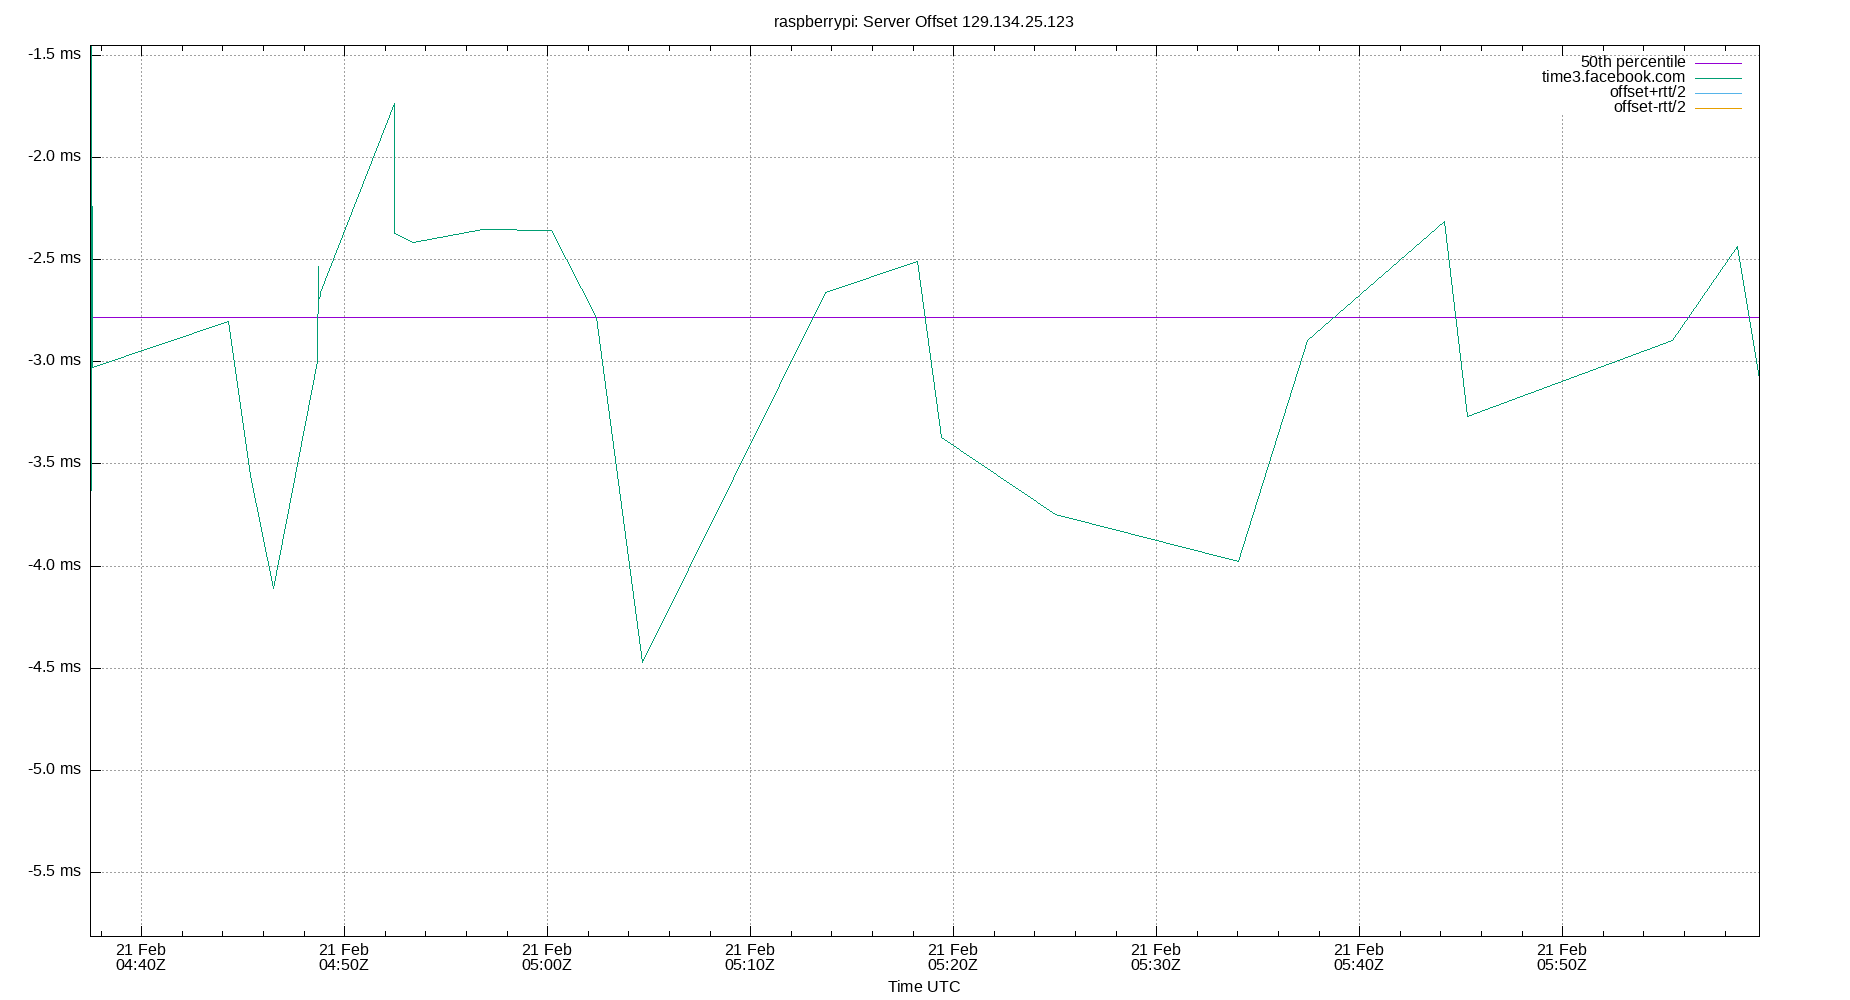 raspberrypi: Server Offset 129.134.25.123
-1.5 ms
-2.0 ms
-2.5 ms
-3.0 ms
-3.5 ms
-4.0 ms
-4.5 ms
-5.0 ms
-5.5 ms
50th percentile
time3.facebook.com
offset+rtt/2
offset-rtt/2
21 Feb 21 Feb 21 Feb 21 Feb 21 Feb 21 Feb 21 Feb 21 Feb
04:40Z 04:50Z 05:00Z 05:10Z 05:20Z 05:30Z 05:40Z 05:50Z
Time UTC